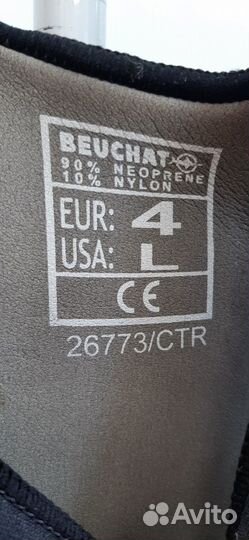 BEUCHAT
90% NEOPRENE
10% NYLON
EUR: 4
USA: L
CE
26773/CTR
Avito